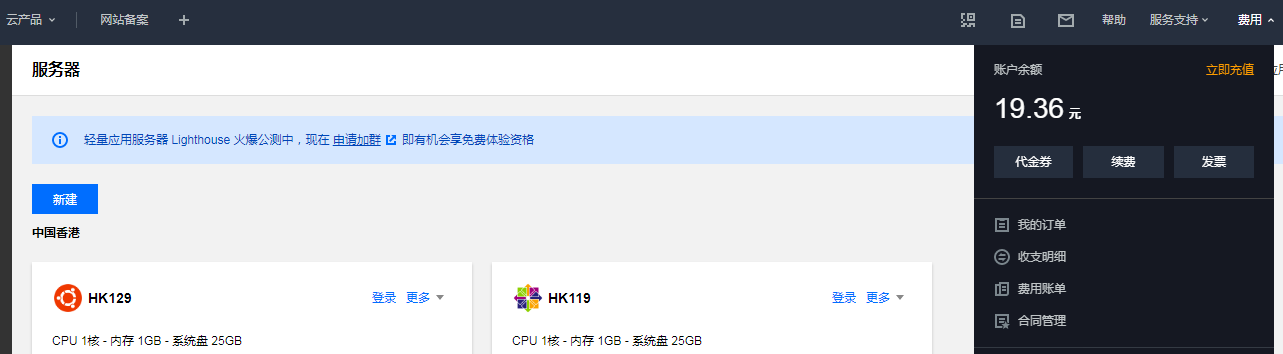 云产品 网站备案 帮助 服务支持 费用
服务器
账户余额 立即充值
19.36 元
轻量应用服务器 Lighthouse 火爆公测中，现在 申请加群 即有机会享免费体验资格
代金券 续费 发票
新建
中国香港
我的订单
收支明细
费用账单
合同管理
HK129 登录 更多
CPU 1核 - 内存 1GB - 系统盘 25GB
HK119 登录 更多
CPU 1核 - 内存 1GB - 系统盘 25GB